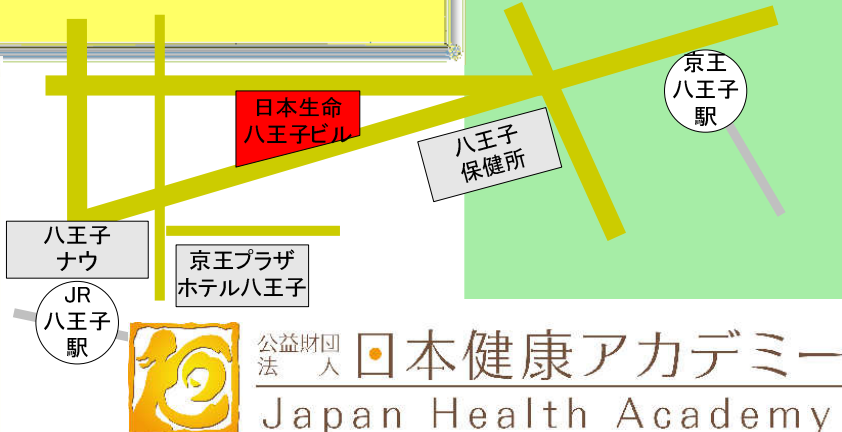 京王
八王子
駅
日本生命
八王子ビル
八王子
保健所
八王子
ナウ
京王プラザ
ホテル八王子
JR
八王子
駅
公益財団
法 人
日本健康アカデミー
Japan Health Academy